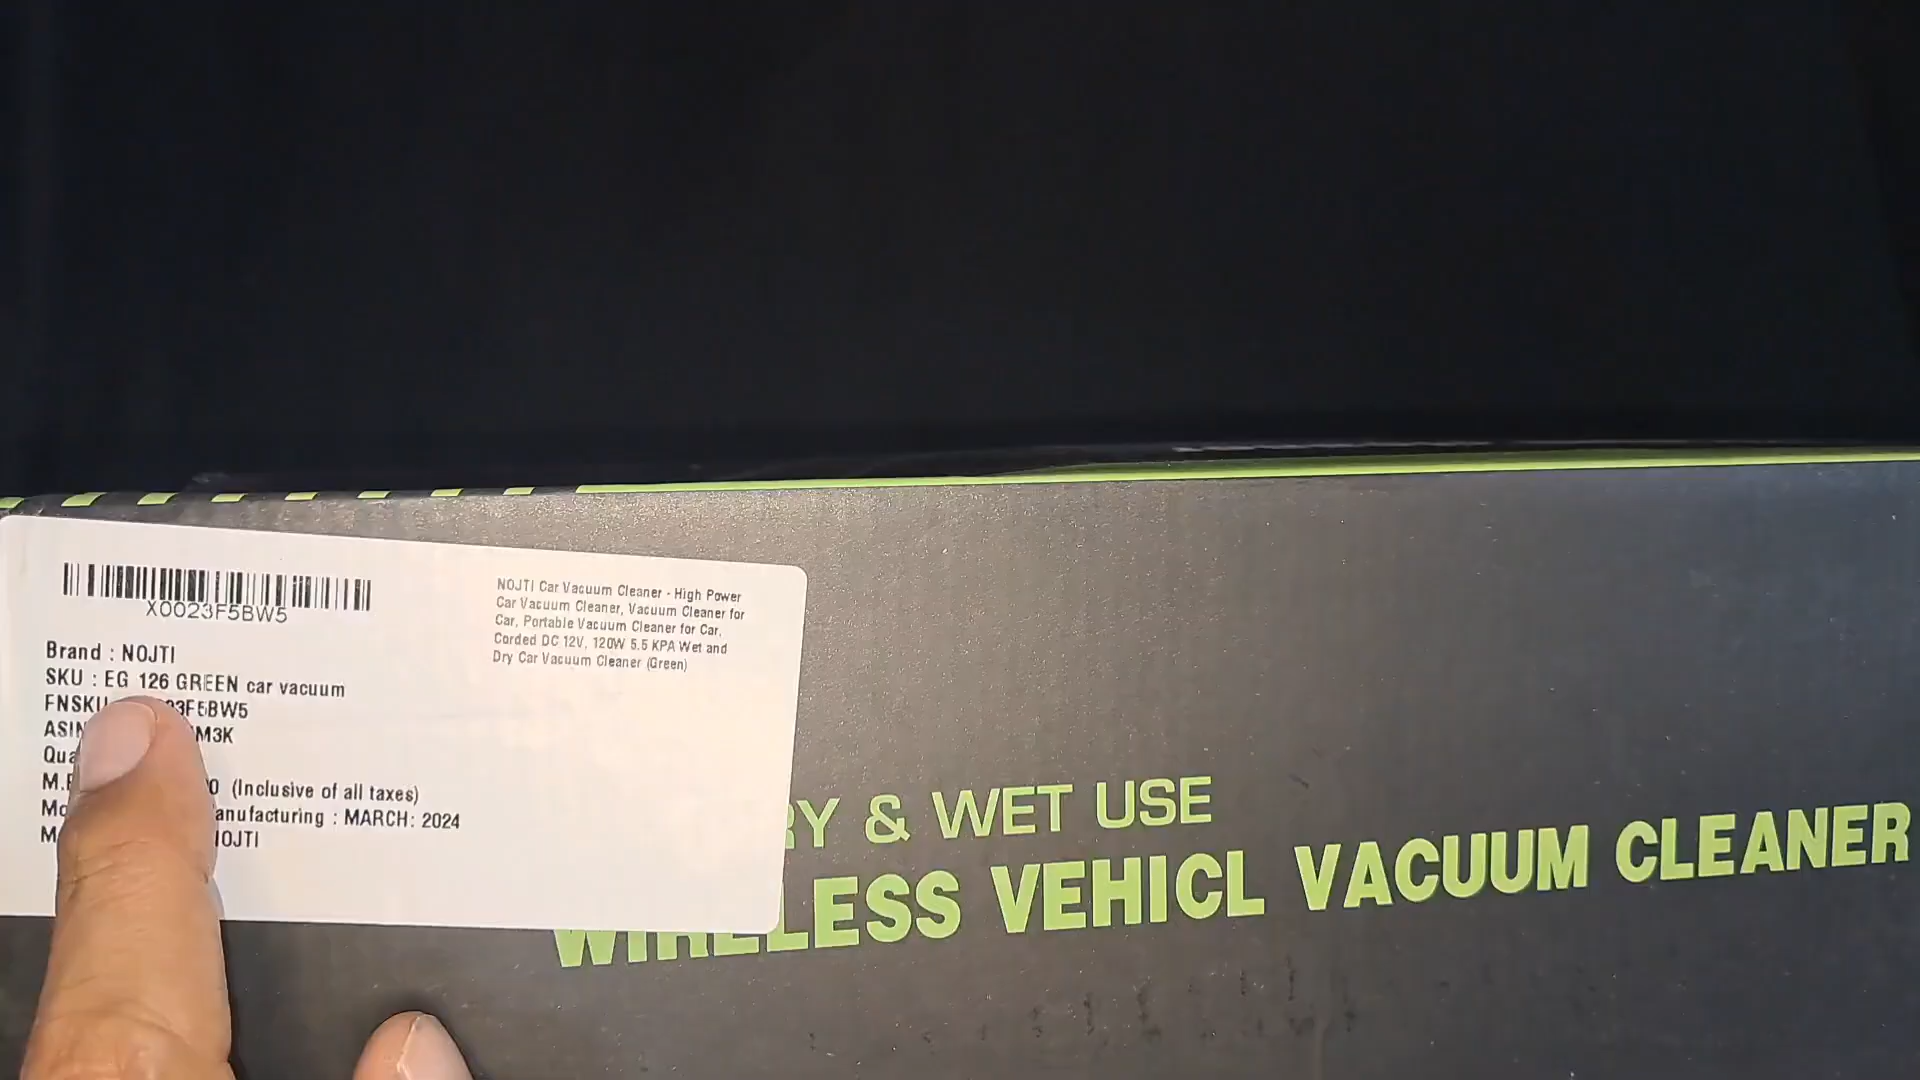 X0023F5BW5
Brand : NOJTI
SKU : EG 126 GREEN car vacuum
FNSKU 23F5BW5
ASIN M3K
(Inclusive of all taxes)
anufacturing : MARCH: 2024
NOJTI
NOJTI Car Vacuum Cleaner - High Power
Car Vacuum Cleaner, Vacuum Cleaner for
Car, Portable Vacuum Cleaner for Car,
Corded DC 12V, 120W 5.5 KPA Wet and
Dry Car Vacuum Cleaner (Green)
RY & WET USE
WIRELESS VEHICL VACUUM CLEANER